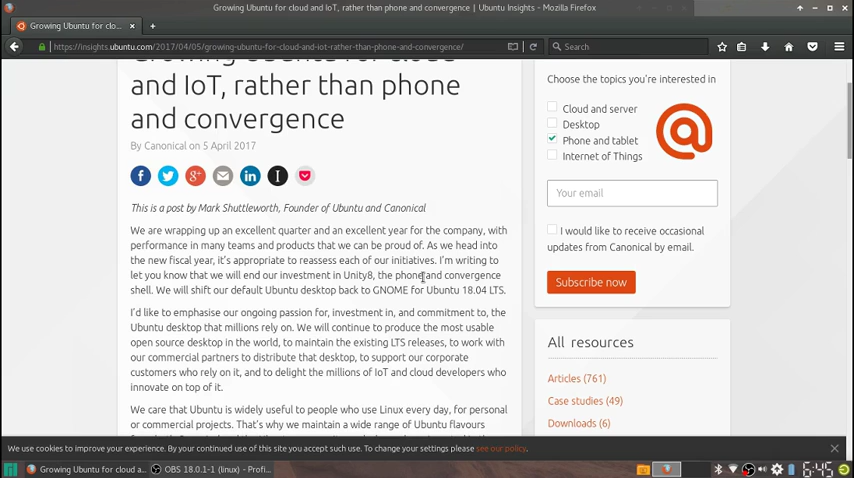 Growing Ubuntu for cloud and IoT, rather than phone and convergence | Ubuntu Insights - Mozilla Firefox
Growing Ubuntu for clo...
https://insights.ubuntu.com/2017/04/05/growing-ubuntu-for-cloud-and-iot-rather-than-phone-and-convergence/
Search
Growing Ubuntu for cloud
and IoT, rather than phone
and convergence
By Canonical on 5 April 2017
This is a post by Mark Shuttleworth, Founder of Ubuntu and Canonical
We are wrapping up an excellent quarter and an excellent year for the company, with
performance in many teams and products that we can be proud of. As we head into
the new fiscal year, it's appropriate to reassess each of our initiatives. I'm writing to
let you know that we will end our investment in Unity8, the phone and convergence
shell. We will shift our default Ubuntu desktop back to GNOME for Ubuntu 18.04 LTS.
I'd like to emphasise our ongoing passion for, investment in, and commitment to, the
Ubuntu desktop that millions rely on. We will continue to produce the most usable
open source desktop in the world, to maintain the existing LTS releases, to work with
our commercial partners to distribute that desktop, to support our corporate
customers who rely on it, and to delight the millions of IoT and cloud developers who
innovate on top of it.
We care that Ubuntu is widely useful to people who use Linux every day, for personal
or commercial projects. That's why we maintain a wide range of Ubuntu flavours
Choose the topics you're interested in
Cloud and server
Desktop
Phone and tablet
Internet of Things
Your email
I would like to receive occasional
updates from Canonical by email.
Subscribe now
All resources
Articles (761)
Case studies (49)
Downloads (6)
We use cookies to improve your experience. By your continued use of this site you accept such use. To change your settings please see our policy.
Growing Ubuntu for cloud a...
OBS 18.0.1-1 (linux) - Profi...
6:45